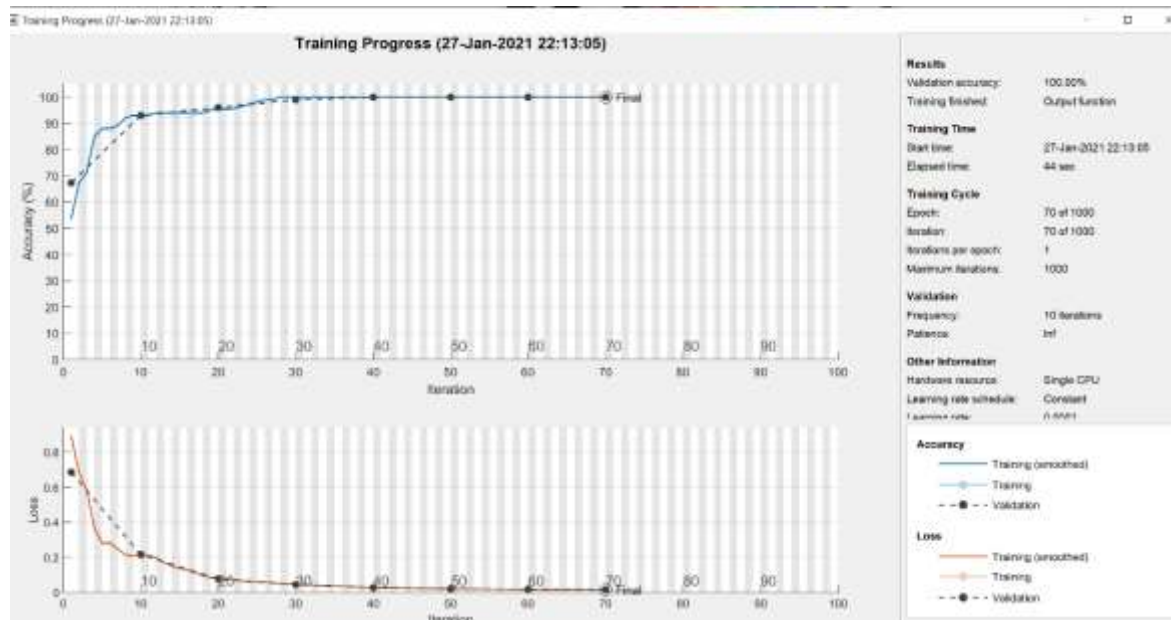 Training Progress (27-Jan-2021 22:13:05)
Training Progress (27-Jan-2021 22:13:05)
100
90
80
70
60
50
40
30
20
10
0
Accuracy (%)
Final
10 20 30 40 50 60 70 80 90
0 10 20 30 40 50 60 70 80 90 100
Iteration
0.8
0.6
0.4
0.2
0
Loss
Final
10 20 30 40 50 60 70 80 90
0 10 20 30 40 50 60 70 80 90 100
Iteration
Results
Validation accuracy: 100.00%
Training finished: Output function
Training Time
Start time: 27-Jan-2021 22:13:05
Elapsed time: 44 sec
Training Cycle
Epoch: 70 of 1000
Iteration: 70 of 1000
Iterations per epoch: 1
Maximum iterations: 1000
Validation
Frequency: 10 iterations
Patience: Inf
Other Information
Hardware resource: Single CPU
Learning rate schedule: Constant
Learning rate: 0.0001
Accuracy
Training (smoothed)
Training
Validation
Loss
Training (smoothed)
Training
Validation